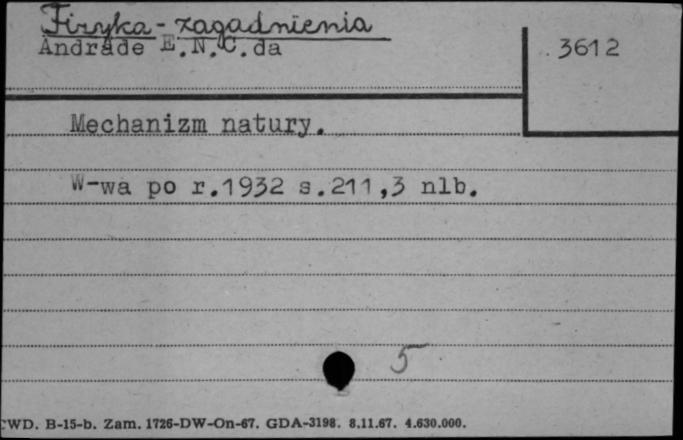 Fizyka - zagadnienia
Andrade E.N.C.da
3612
Mechanizm natury.
W-wa po r.1932 s.211,3 nlb.
5
CWD. B-15-b. Zam. 1726-DW-On-67. GDA-3198. 8.11.67. 4.630.000.